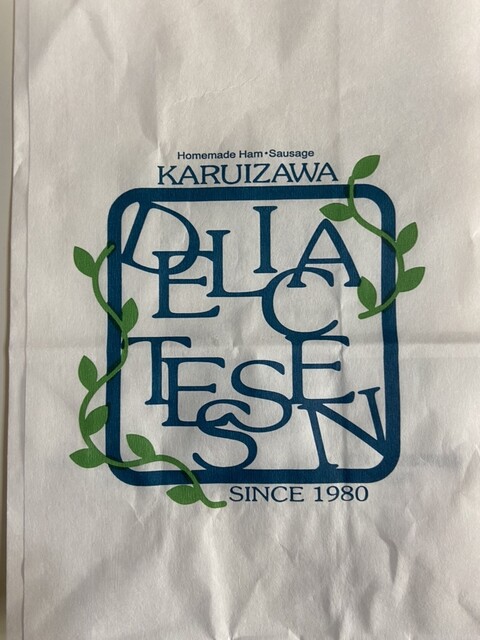 Homemade Ham・Sausage
KARUIZAWA
DELICATESSEN
SINCE 1980